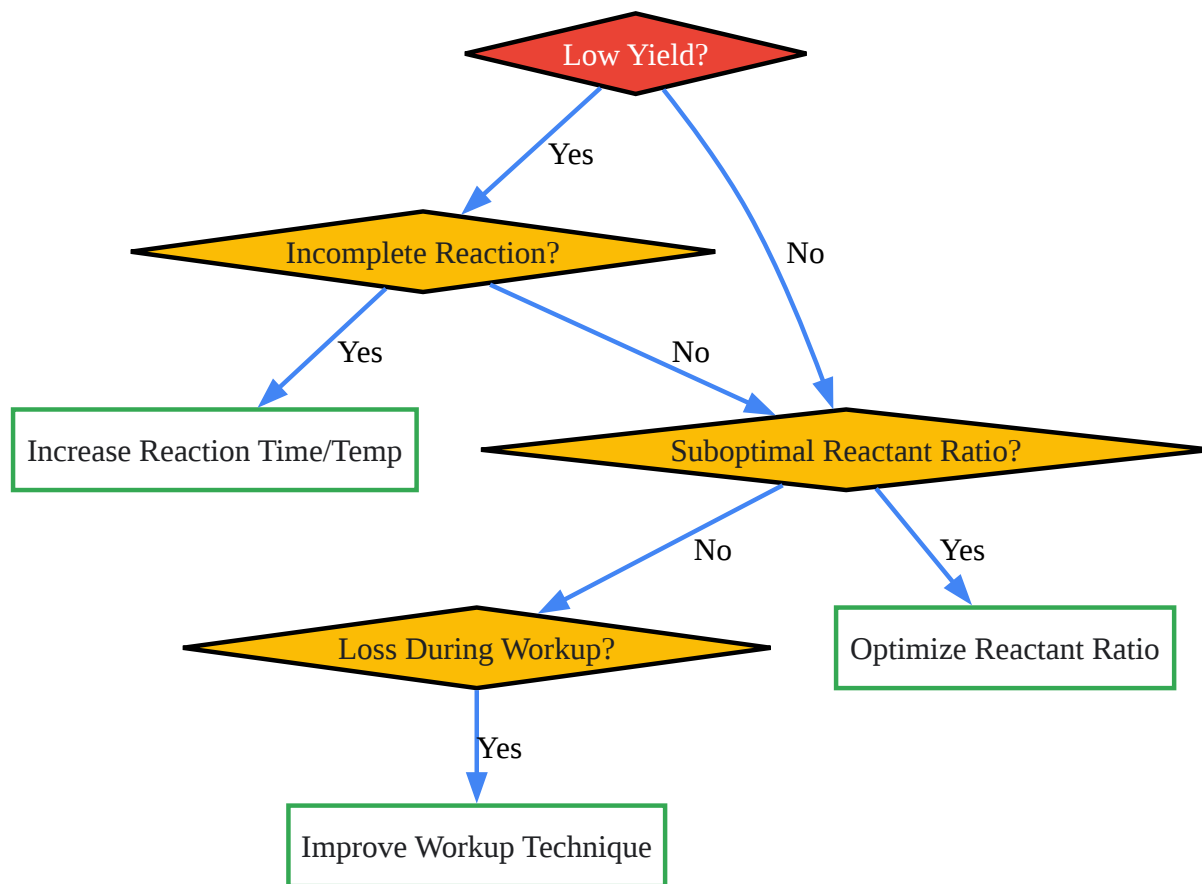 Low Yield?
Yes
Incomplete Reaction?
No
Yes
No
Increase Reaction Time/Temp
Suboptimal Reactant Ratio?
No
Yes
Loss During Workup?
Optimize Reactant Ratio
Yes
Improve Workup Technique